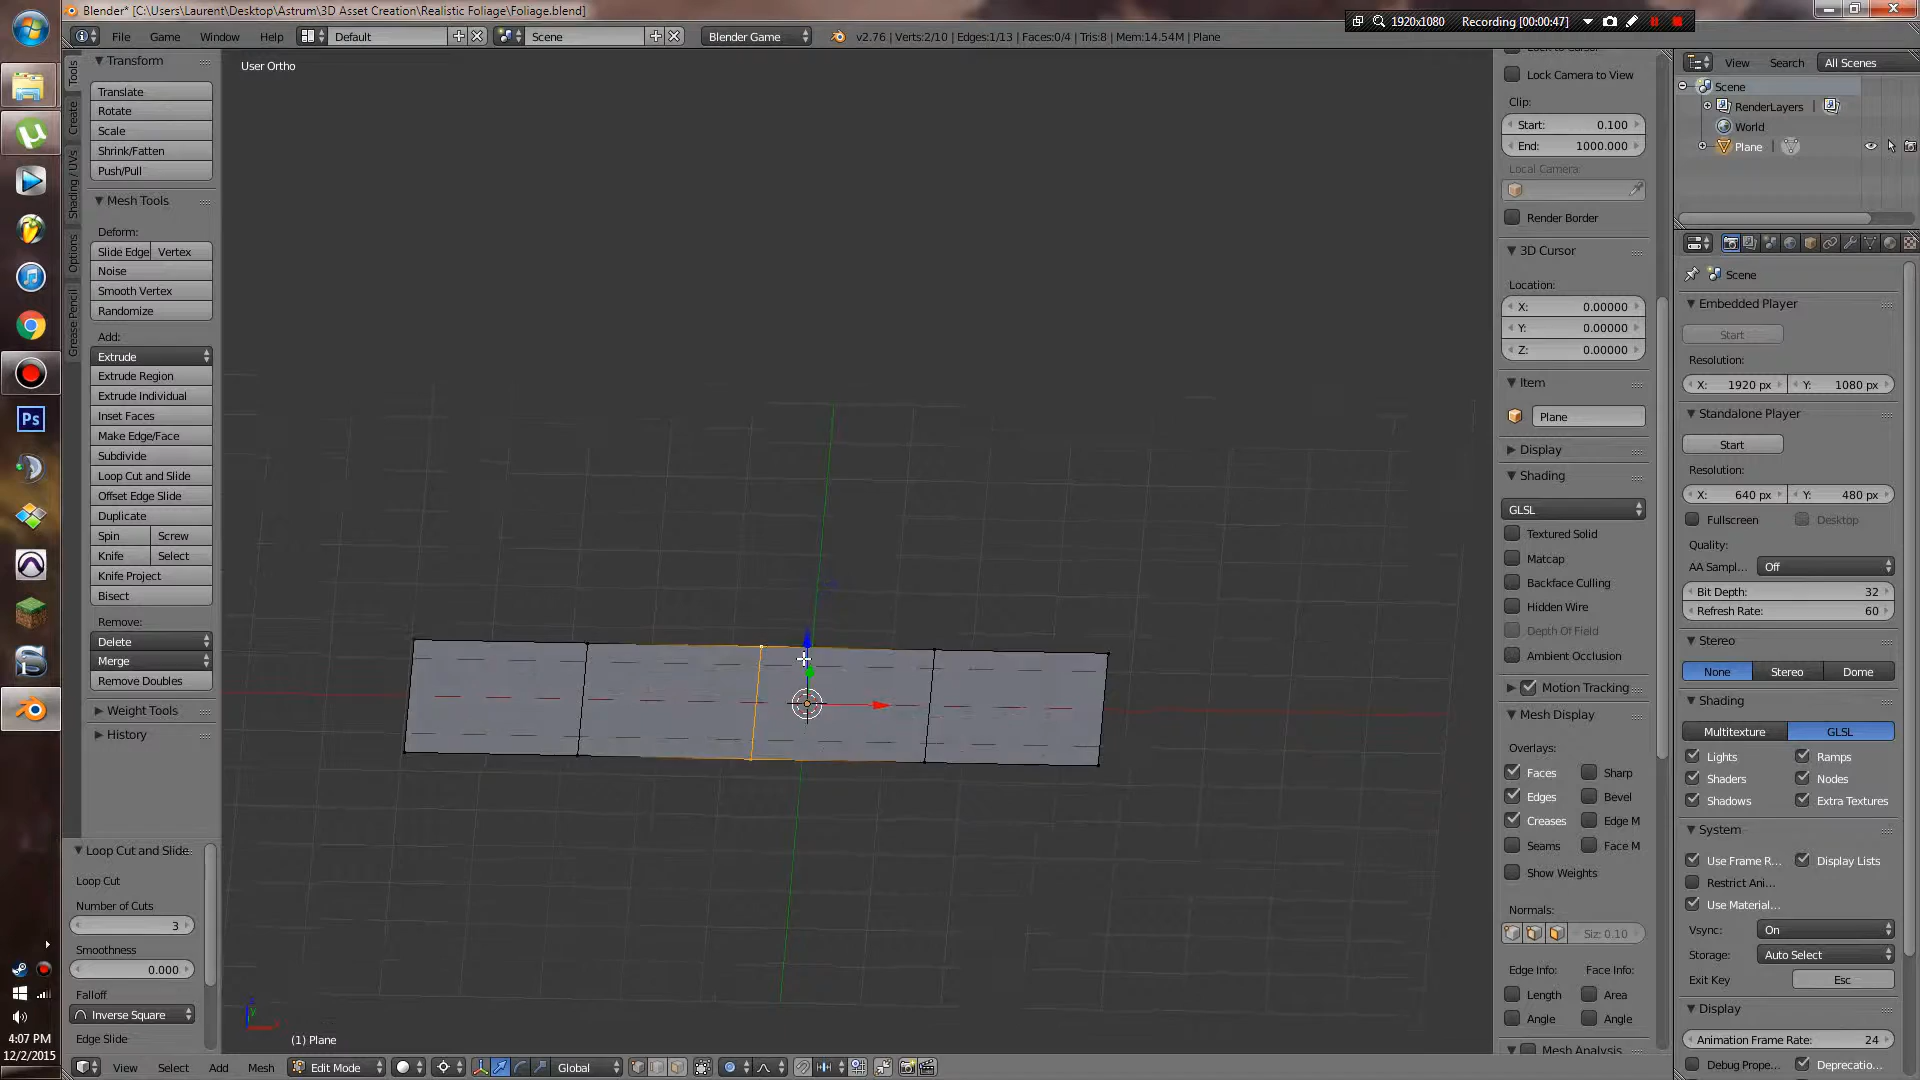 Blender* [C:\Users\Laurent\Desktop\Astrum\3D Asset Creation\Realistic Foliage\Foliage.blend]
1920x1080 Recording [00:00:47]
File Game Window Help Default Scene Blender Game v2.76 | Verts:2/10 | Edges:1/13 | Faces:0/4 | Tris:8 | Mem:14.54M | Plane
Tools
Create
Shading / UVs
Options
Grease Pencil
Transform
Translate
Rotate
Scale
Shrink/Fatten
Push/Pull
Mesh Tools
Deform:
Slide Edge Vertex
Noise
Smooth Vertex
Randomize
Add:
Extrude
Extrude Region
Extrude Individual
Inset Faces
Make Edge/Face
Subdivide
Loop Cut and Slide
Offset Edge Slide
Duplicate
Spin Screw
Knife Select
Knife Project
Bisect
Remove:
Delete
Merge
Remove Doubles
Weight Tools
History
Loop Cut and Slide
Loop Cut
Number of Cuts
3
Smoothness
0.000
Falloff
Inverse Square
Edge Slide
Ps
4:07 PM
12/2/2015
User Ortho
(1) Plane
View Select Add Mesh Edit Mode Global
Lock Camera to View
Clip:
Start: 0.100
End: 1000.000
Local Camera:
Render Border
3D Cursor
Location:
X: 0.00000
Y: 0.00000
Z: 0.00000
Item
Plane
Display
Shading
GLSL
Textured Solid
Matcap
Backface Culling
Hidden Wire
Depth Of Field
Ambient Occlusion
Motion Tracking
Mesh Display
Overlays:
Faces Sharp
Edges Bevel
Creases Edge M
Seams Face M
Show Weights
Normals:
Siz: 0.10
Edge Info: Face Info:
Length Area
Angle Angle
Mesh Analysis
View Search All Scenes
Scene
RenderLayers
World
Plane
Scene
Embedded Player
Start
Resolution:
X: 1920 px Y: 1080 px
Standalone Player
Start
Resolution:
X: 640 px Y: 480 px
Fullscreen Desktop
Quality:
AA Sampl... Off
Bit Depth: 32
Refresh Rate: 60
Stereo
None Stereo Dome
Shading
Multitexture GLSL
Lights Ramps
Shaders Nodes
Shadows Extra Textures
System
Use Frame R... Display Lists
Restrict Ani...
Use Material...
Vsync: On
Storage: Auto Select
Exit Key Esc
Display
Animation Frame Rate: 24
Debug Prope... Deprecatio...